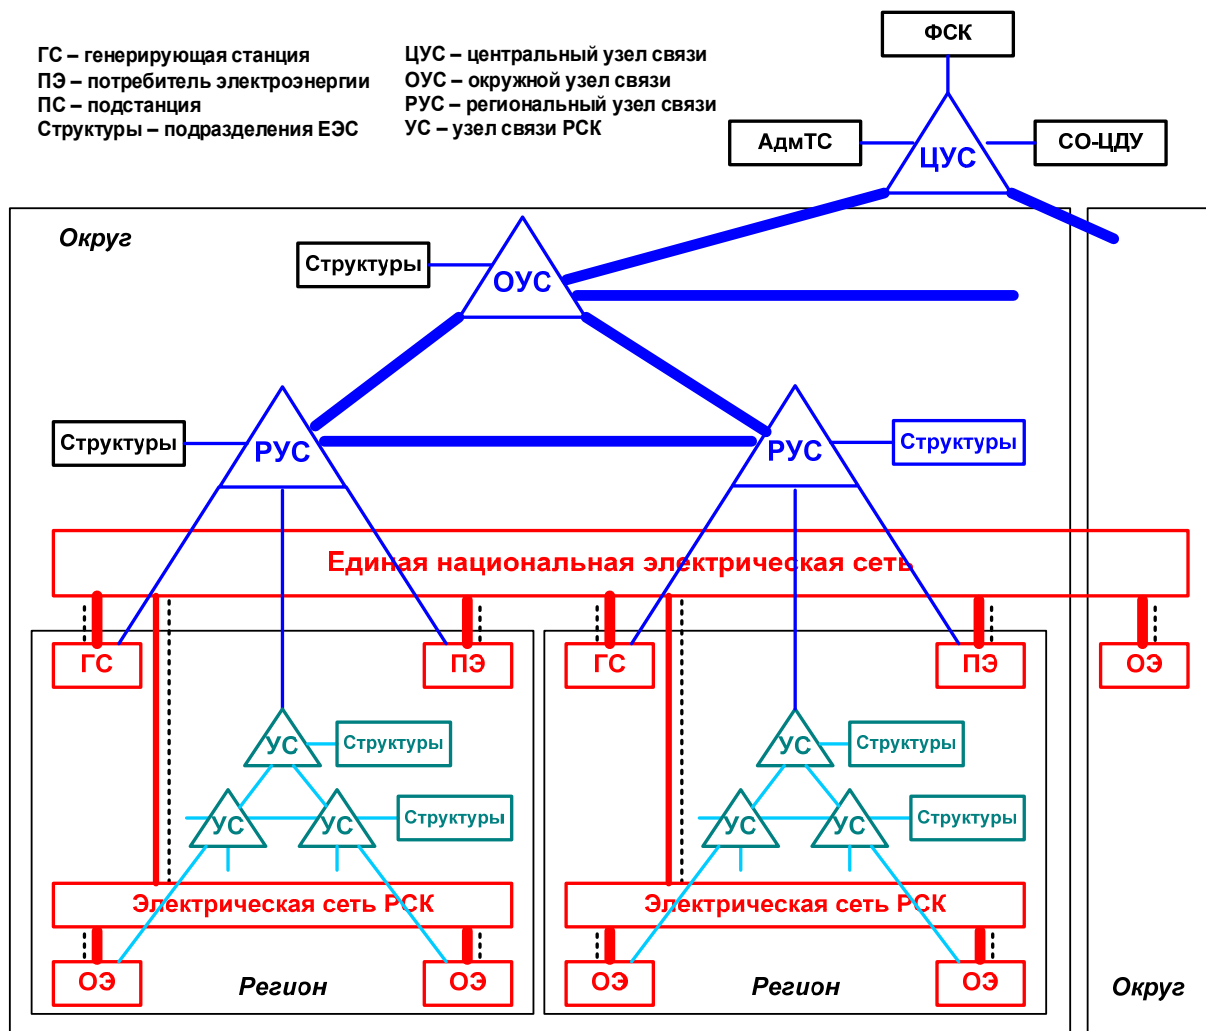 ГС – генерирующая станция
ПЭ – потребитель электроэнергии
ПС – подстанция
Структуры – подразделения ЕЭС
ЦУС – центральный узел связи
ОУС – окружной узел связи
РУС – региональный узел связи
УС – узел связи РСК
ФСК
АдмТС
ЦУС
СО-ЦДУ
Округ
Структуры
ОУС
Структуры
РУС
РУС
Структуры
Единая национальная электрическая сеть
ГС
ПЭ
ГС
ПЭ
ОЭ
УС
Структуры
УС
Структуры
УС
УС
Структуры
УС
УС
Структуры
Электрическая сеть РСК
Электрическая сеть РСК
ОЭ
Регион
ОЭ
ОЭ
Регион
ОЭ
Округ